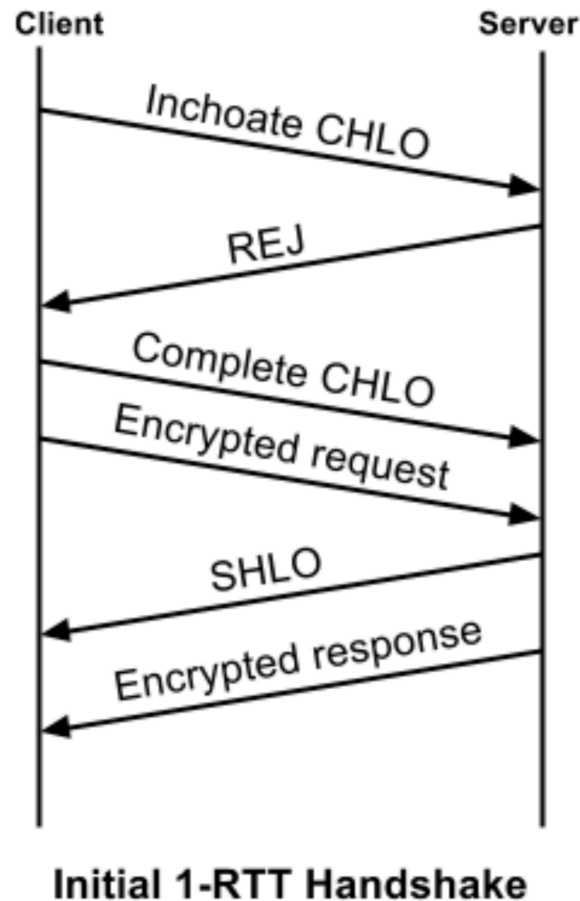 Client
Server
Inchoate CHLO
REJ
Complete CHLO
Encrypted request
SHLO
Encrypted response
Initial 1-RTT Handshake